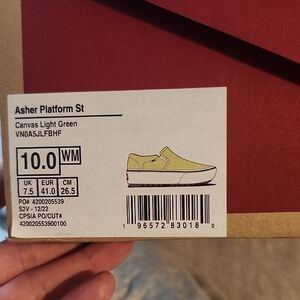 Asher Platform St
Canvas Light Green
VN0A5JLFBHF
10.0 WM
UK EUR CM
7.5 41.0 26.5
PO# 4200205539
S2V - 12/22
CPSIA PO/CUT#
420020553900100
1 96572 83018 0